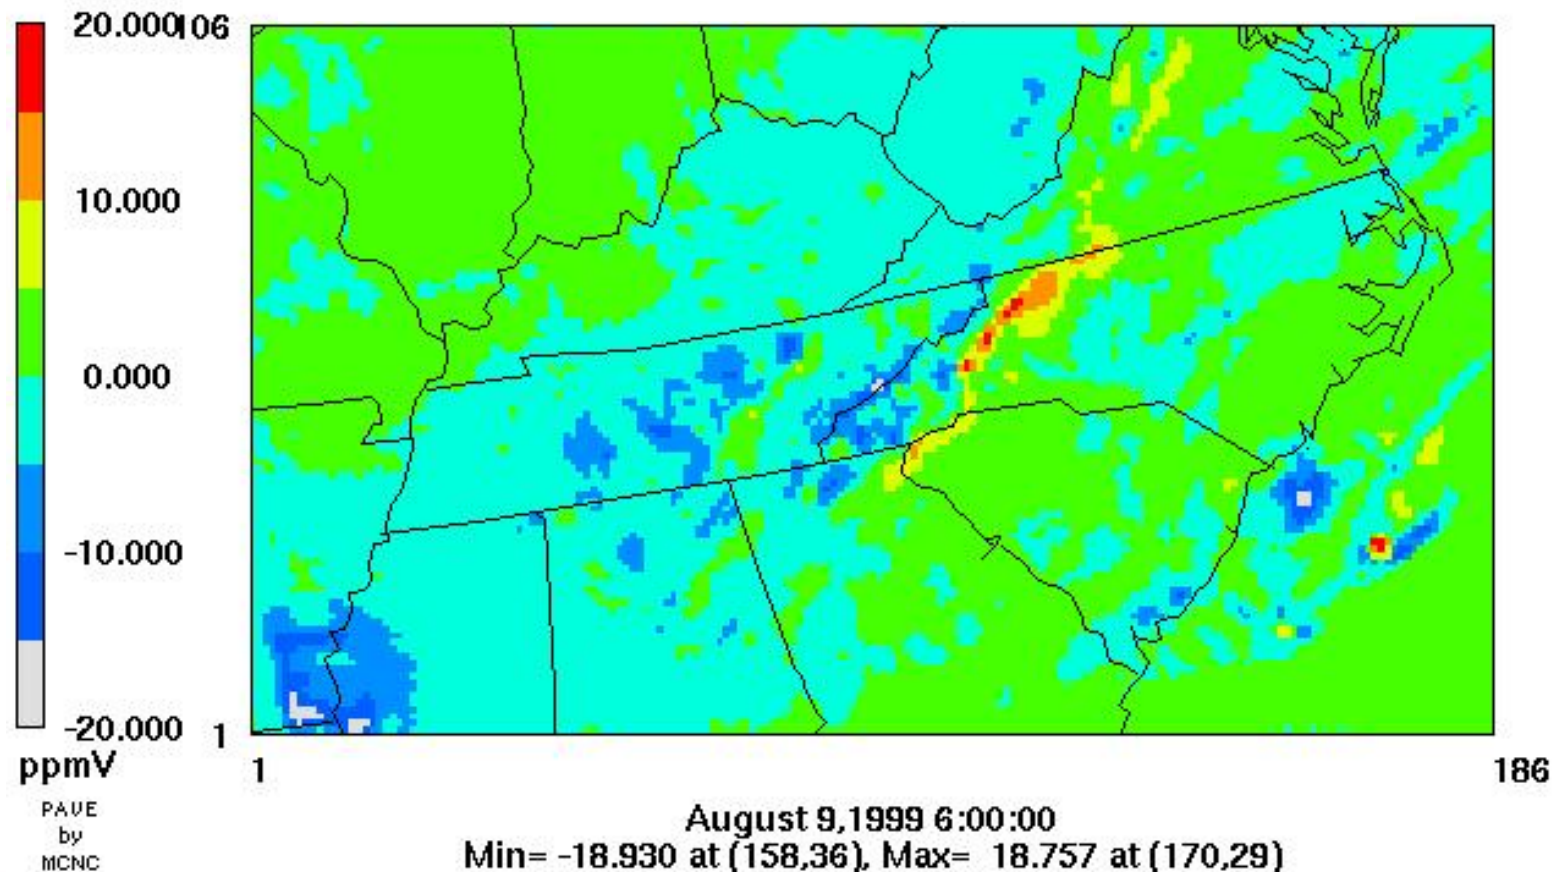 20.000
106
10.000
0.000
-10.000
-20.000
1
ppmV
1
186
PAVE
by
MCNC
August 9,1999 6:00:00
Min= -18.930 at (158,36), Max= 18.757 at (170,29)